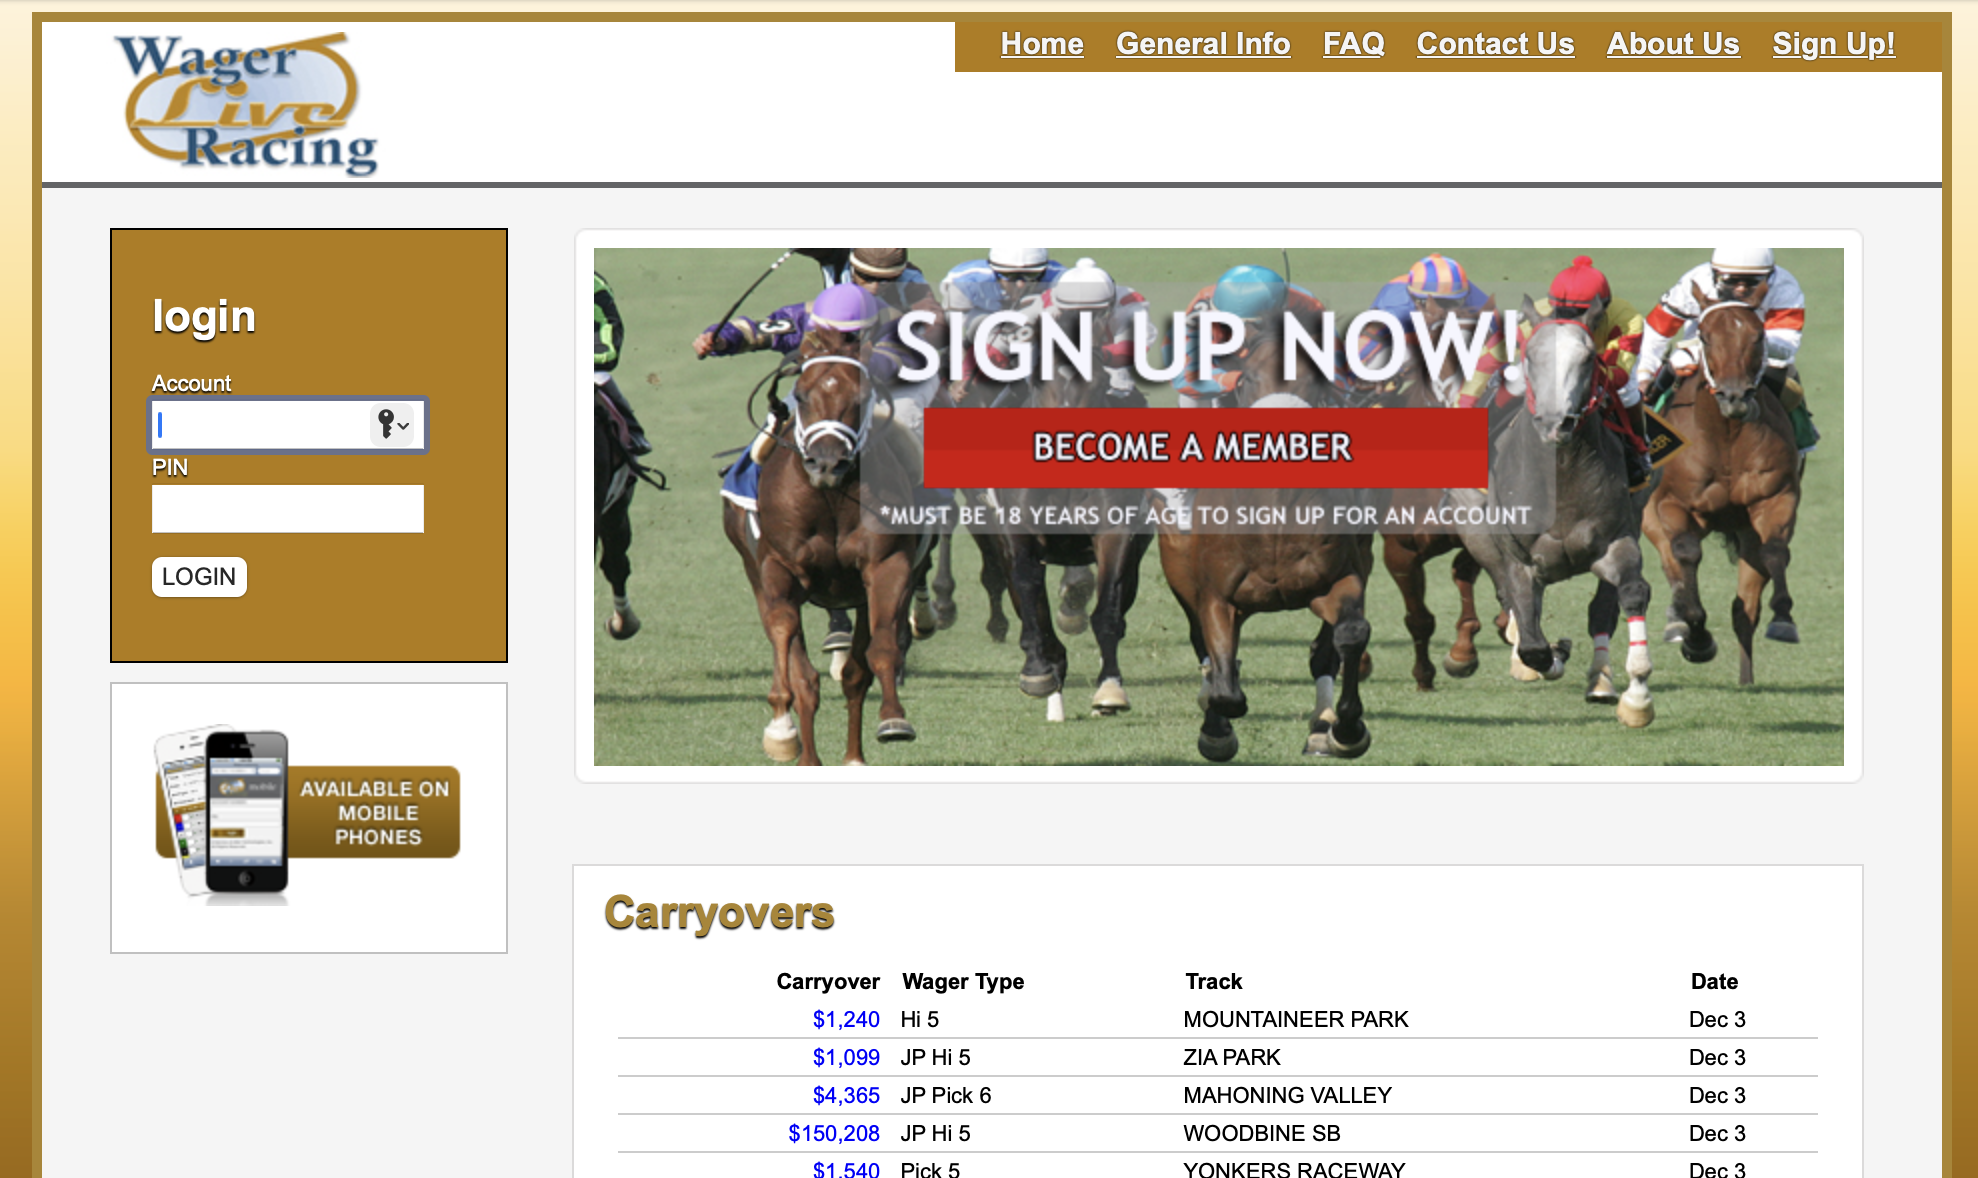 Wager
Live
Racing
Home General Info FAQ Contact Us About Us Sign Up!
login
Account
PIN
LOGIN
SIGN UP NOW!
BECOME A MEMBER
*MUST BE 18 YEARS OF AGE TO SIGN UP FOR AN ACCOUNT
3
AVAILABLE ON
MOBILE
PHONES
Carryovers
Carryover Wager Type Track Date
$1,240 Hi 5 MOUNTAINEER PARK Dec 3
$1,099 JP Hi 5 ZIA PARK Dec 3
$4,365 JP Pick 6 MAHONING VALLEY Dec 3
$150,208 JP Hi 5 WOODBINE SB Dec 3
$1,540 Pick 5 YONKERS RACEWAY Dec 3